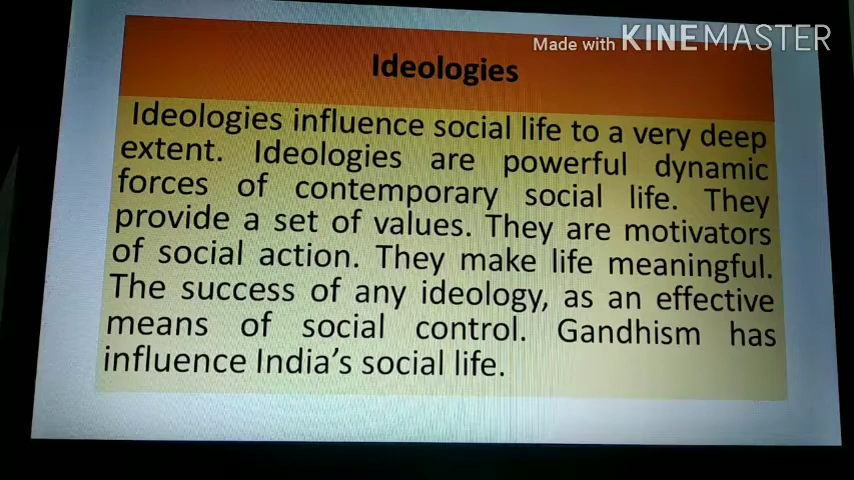 Made with KINEMASTER
Ideologies
Ideologies influence social life to a very deep
extent. Ideologies are powerful dynamic
forces of contemporary social life. They
provide a set of values. They are motivators
of social action. They make life meaningful.
The success of any ideology, as an effective
means of social control. Gandhism has
influence India's social life.